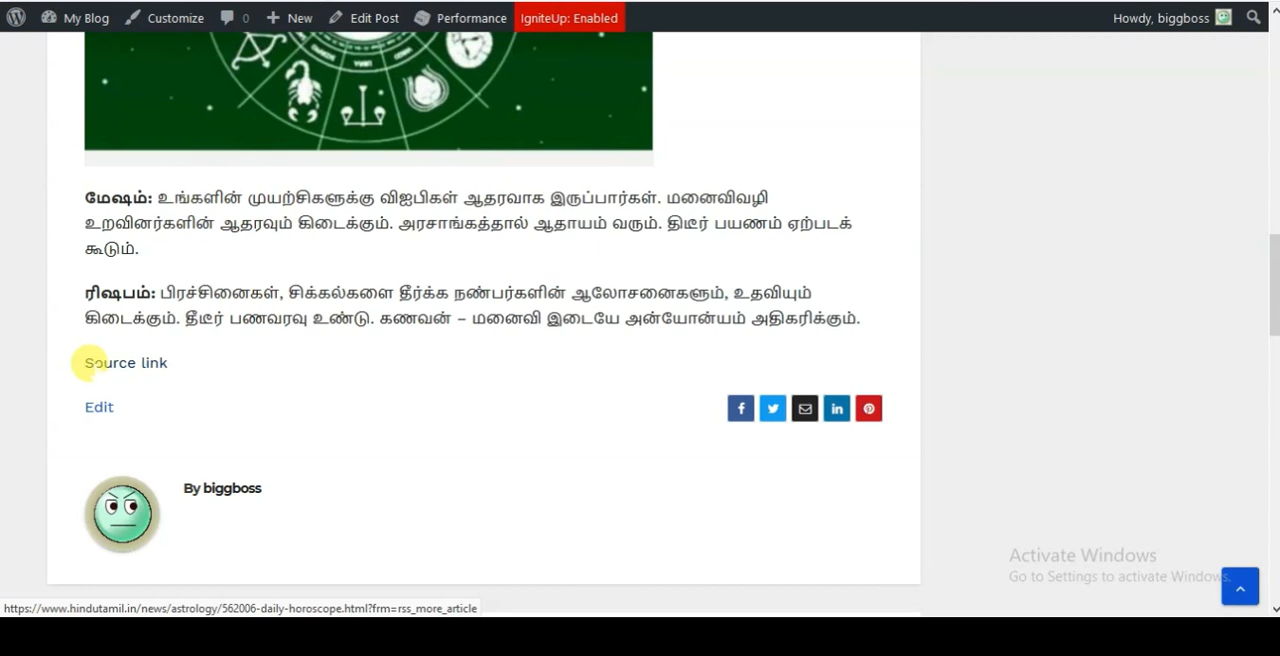 My Blog Customize 0 New Edit Post Performance IgniteUp: Enabled Howdy, biggboss
மேஷம்: உங்களின் முயற்சிகளுக்கு விஐபிகள் ஆதரவாக இருப்பார்கள். மனைவிவழி
உறவினர்களின் ஆதரவும் கிடைக்கும். அரசாங்கத்தால் ஆதாயம் வரும். திடீர் பயணம் ஏற்படக்
கூடும்.
ரிஷபம்: பிரச்சினைகள், சிக்கல்களை தீர்க்க நண்பர்களின் ஆலோசனைகளும், உதவியும்
கிடைக்கும். தீடீர் பணவரவு உண்டு. கணவன் – மனைவி இடையே அன்யோன்யம் அதிகரிக்கும்.
Source link
Edit
By biggboss
Activate Windows
Go to Settings to activate Windows.
https://www.hindutamil.in/news/astrology/562006-daily-horoscope.html?frm=rss_more_article